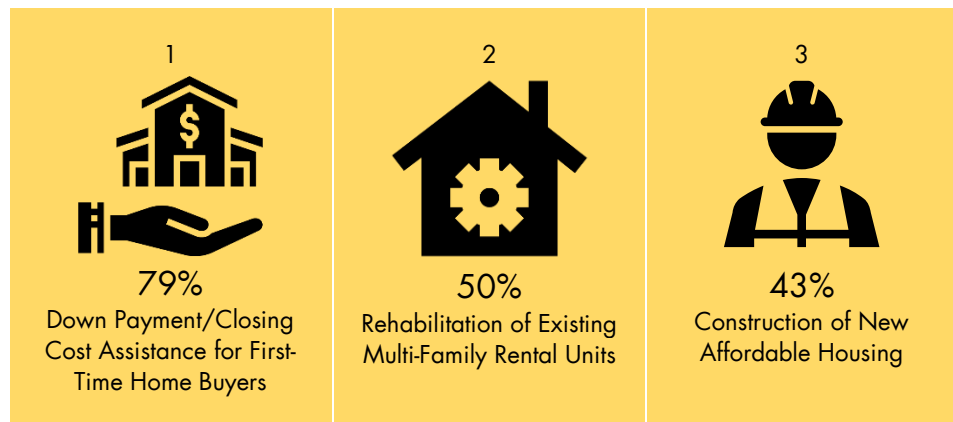 1
$
79%
Down Payment/Closing
Cost Assistance for First-
Time Home Buyers
2
50%
Rehabilitation of Existing
Multi-Family Rental Units
3
43%
Construction of New
Affordable Housing